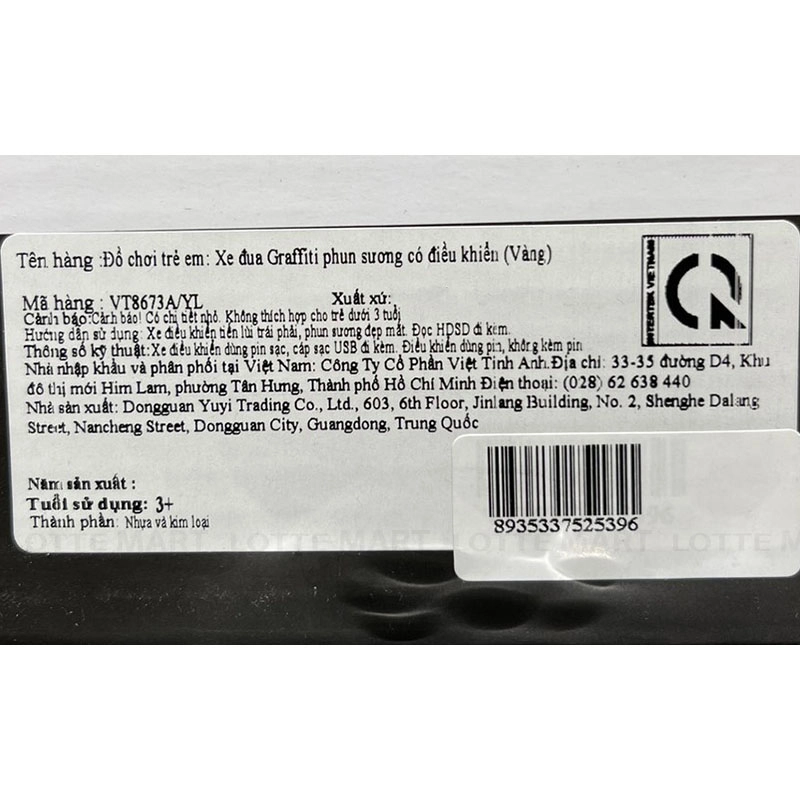 Tên hàng :Đồ chơi trẻ em: Xe đua Graffiti phun sương có điều khiển (Vàng)
INTERTEK VIETNAM
CR
Mã hàng : VT8673A/YL Xuất xứ:
Cảnh báo:Cảnh báo! Có chi tiết nhỏ. Không thích hợp cho trẻ dưới 3 tuổi
Hướng dẫn sử dụng: Xe điều khiển tiến lùi trái phải, phun sương đẹp mắt. Đọc HDSD đi kèm.
Thông số kỹ thuật:Xe điều khiển dùng pin sạc, cáp sạc USB đi kèm. Điều khiển dùng pin, không kèm pin
Nhà nhập khẩu và phân phối tại Việt Nam: Công Ty Cổ Phần Việt Tinh Anh.Địa chỉ: 33-35 đường D4, Khu
đô thị mới Him Lam, phường Tân Hưng, Thành phố Hồ Chí Minh Điện thoại: (028) 62 638 440
Nhà sản xuất: Dongguan Yuyi Trading Co., Ltd., 603, 6th Floor, Jinlang Building, No. 2, Shenghe Dalang
Street, Nancheng Street, Dongguan City, Guangdong, Trung Quốc
Năm sản xuất :
Tuổi sử dụng: 3+
Thành phần: Nhựa và kim loại
8935337525396
LOTTE MART LOTTE MART LOTTE MART LOTTE M